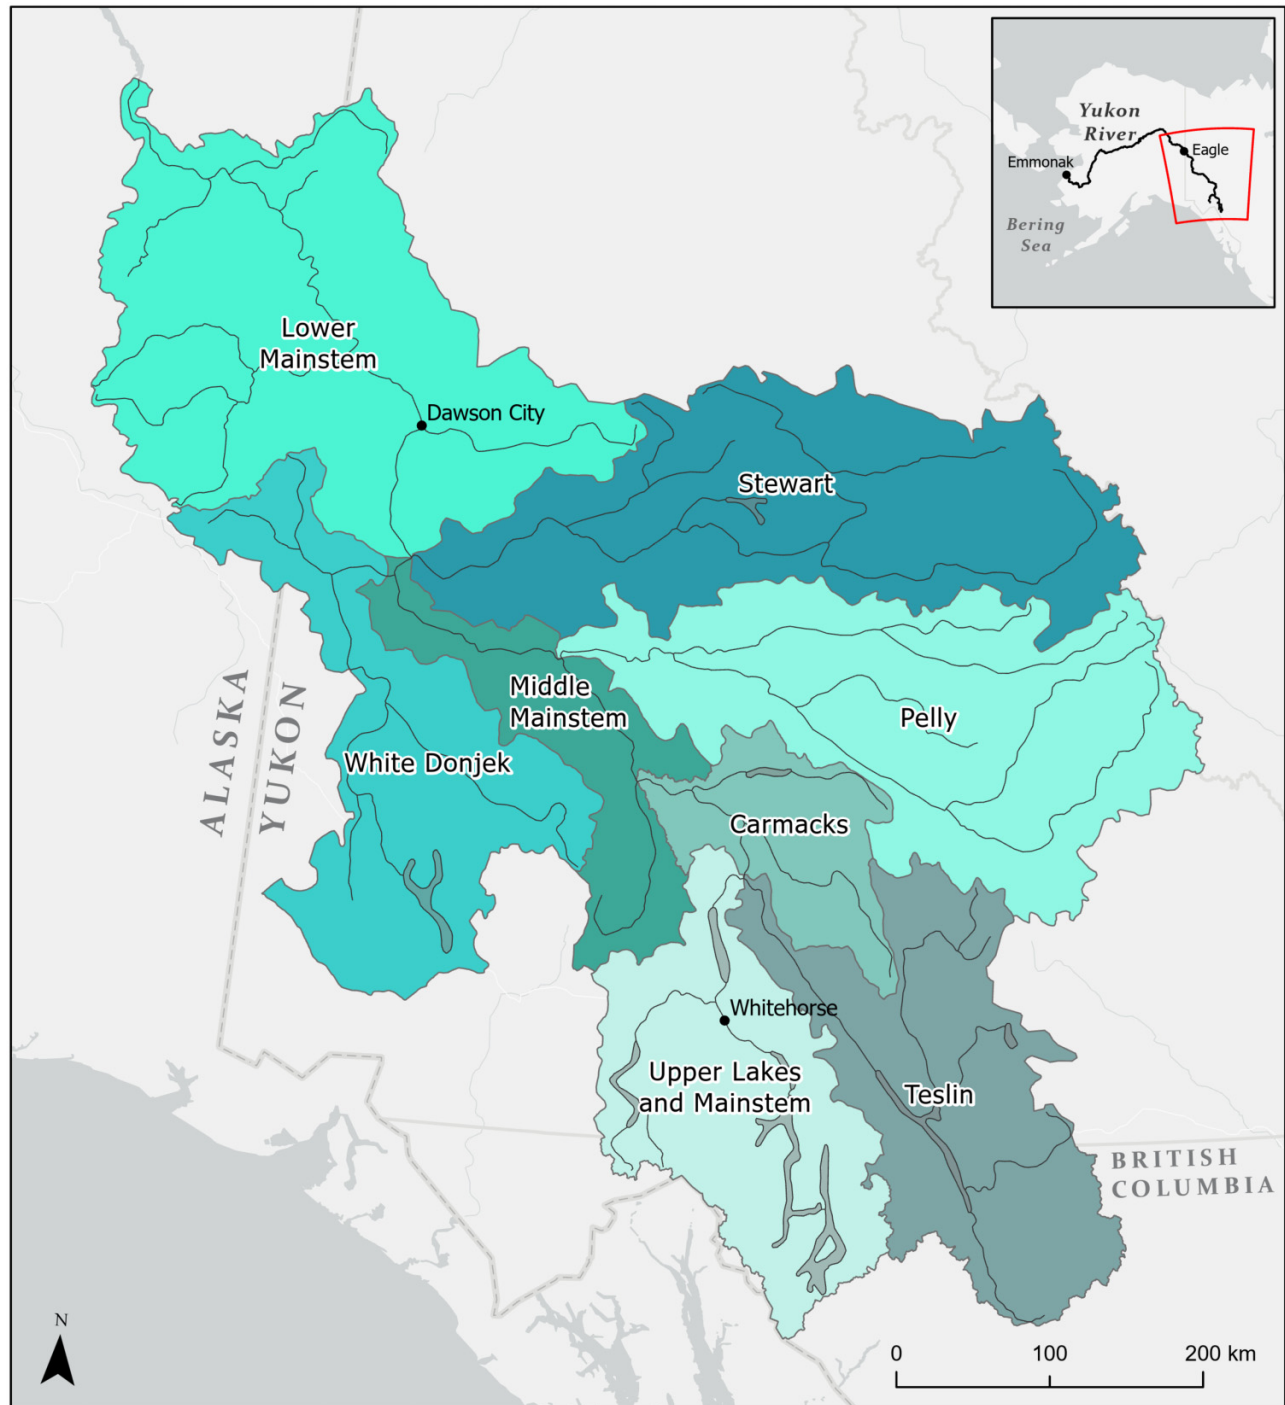 Yukon
River
Eagle
Emmonak
Bering
Sea
Lower
Mainstem
Dawson City
Stewart
ALASKA
YUKON
Middle
Mainstem
Pelly
White Donjek
Carmacks
Whitehorse
Upper Lakes
and Mainstem
Teslin
BRITISH
COLUMBIA
N
0 100 200 km